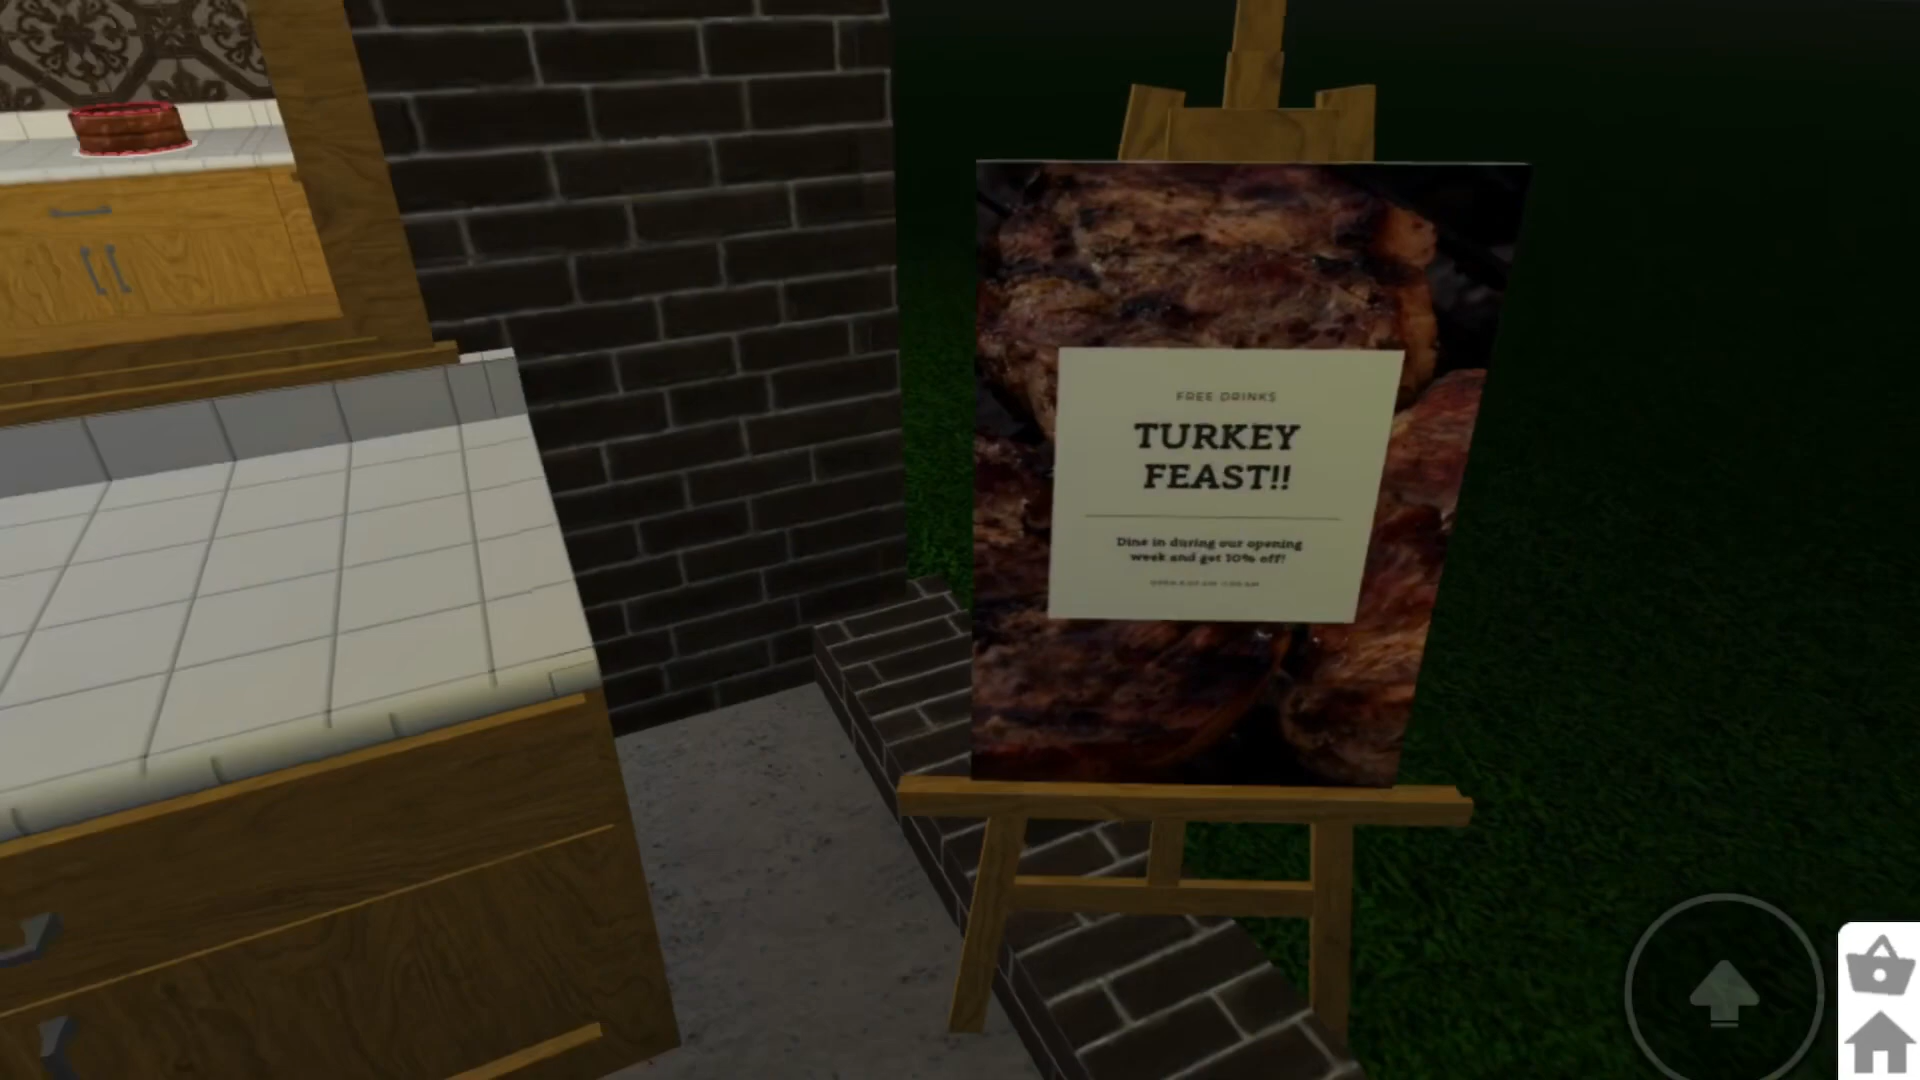 FREE DRINKS
TURKEY
FEAST!!
Dine in during our opening
week and get 10% off!